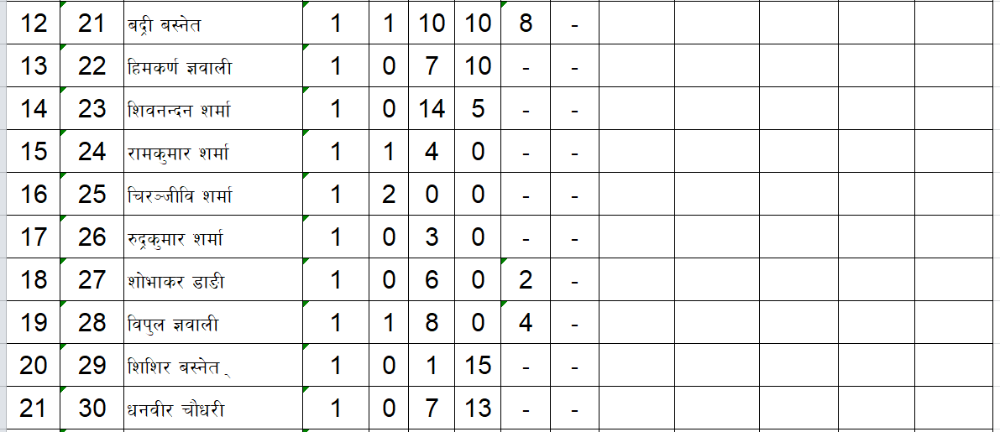 12 21 बद्री बस्नेत 1 1 10 10 8 -
13 22 हिमकर्ण ज्ञवाली 1 0 7 10 - -
14 23 शिवनन्दन शर्मा 1 0 14 5 - -
15 24 रामकुमार शर्मा 1 1 4 0 - -
16 25 चिरञ्जीवि शर्मा 1 2 0 0 - -
17 26 रुद्रकुमार शर्मा 1 0 3 0 - -
18 27 शोभाकर डाङी 1 0 6 0 2 -
19 28 विपुल ज्ञवाली 1 1 8 0 4 -
20 29 शिशिर बस्नेत ् 1 0 1 15 - -
21 30 धनवीर चौधरी 1 0 7 13 - -